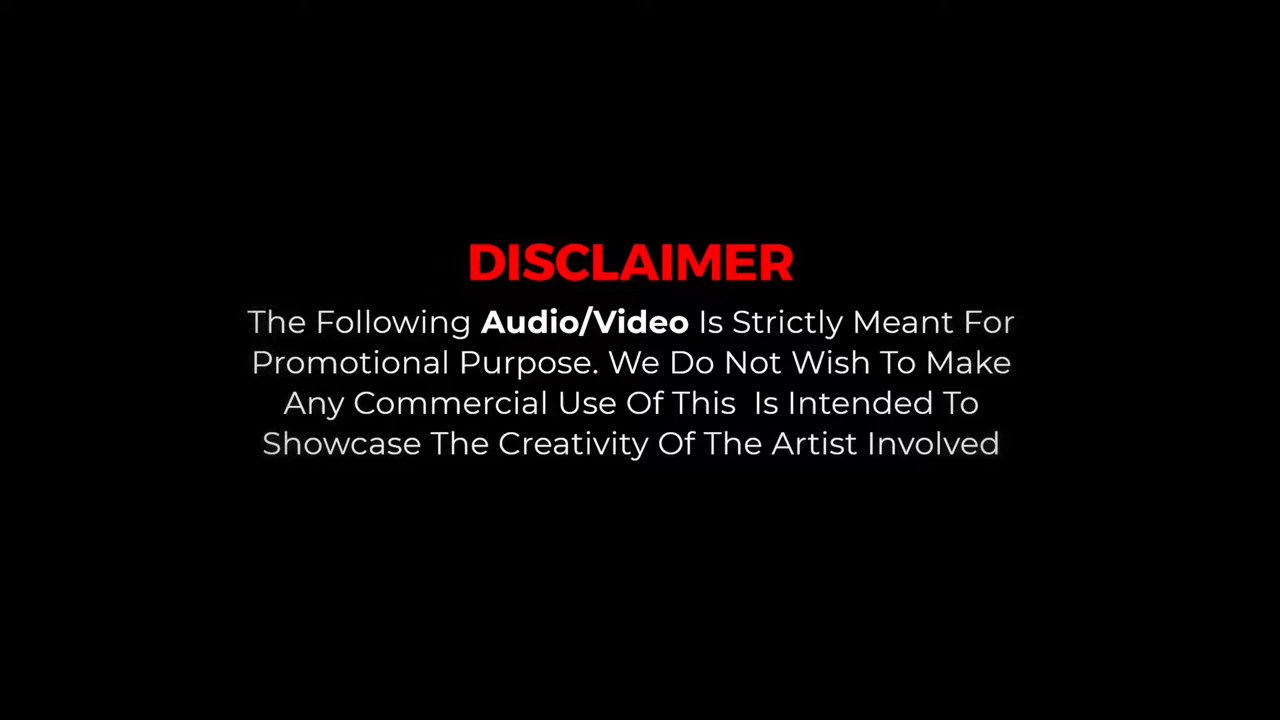 DISCLAIMER
The Following Audio/Video Is Strictly Meant For
Promotional Purpose. We Do Not Wish To Make
Any Commercial Use Of This  Is Intended To
Showcase The Creativity Of The Artist Involved